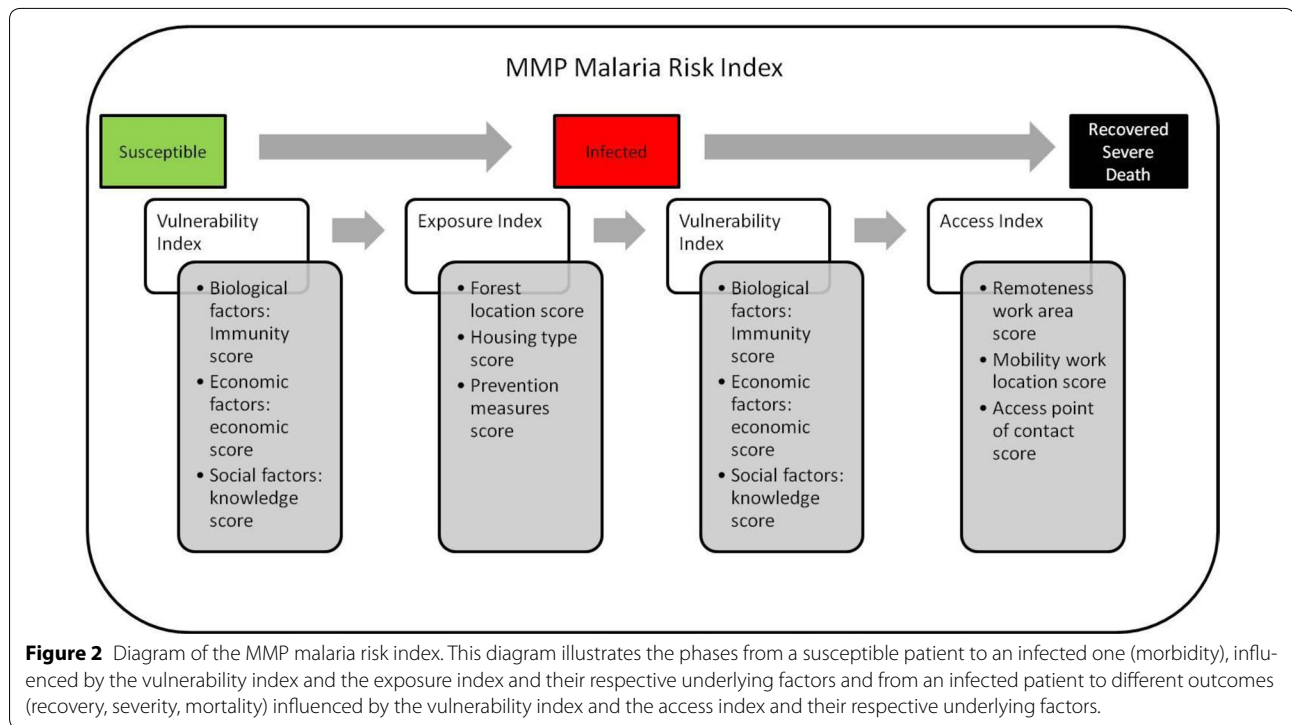 MMP Malaria Risk Index
Susceptible
Infected
Recovered
Severe
Death
Vulnerability
Index
• Biological
factors:
Immunity
score
• Economic
factors:
economic
score
• Social factors:
knowledge
score
Exposure Index
• Forest
location score
• Housing type
score
• Prevention
measures
score
Vulnerability
Index
• Biological
factors:
Immunity
score
• Economic
factors:
economic
score
• Social factors:
knowledge
score
Access Index
• Remoteness
work area
score
• Mobility work
location score
• Access point
of contact
score
Figure 2 Diagram of the MMP malaria risk index. This diagram illustrates the phases from a susceptible patient to an infected one (morbidity), influ-
enced by the vulnerability index and the exposure index and their respective underlying factors and from an infected patient to different outcomes
(recovery, severity, mortality) influenced by the vulnerability index and the access index and their respective underlying factors.